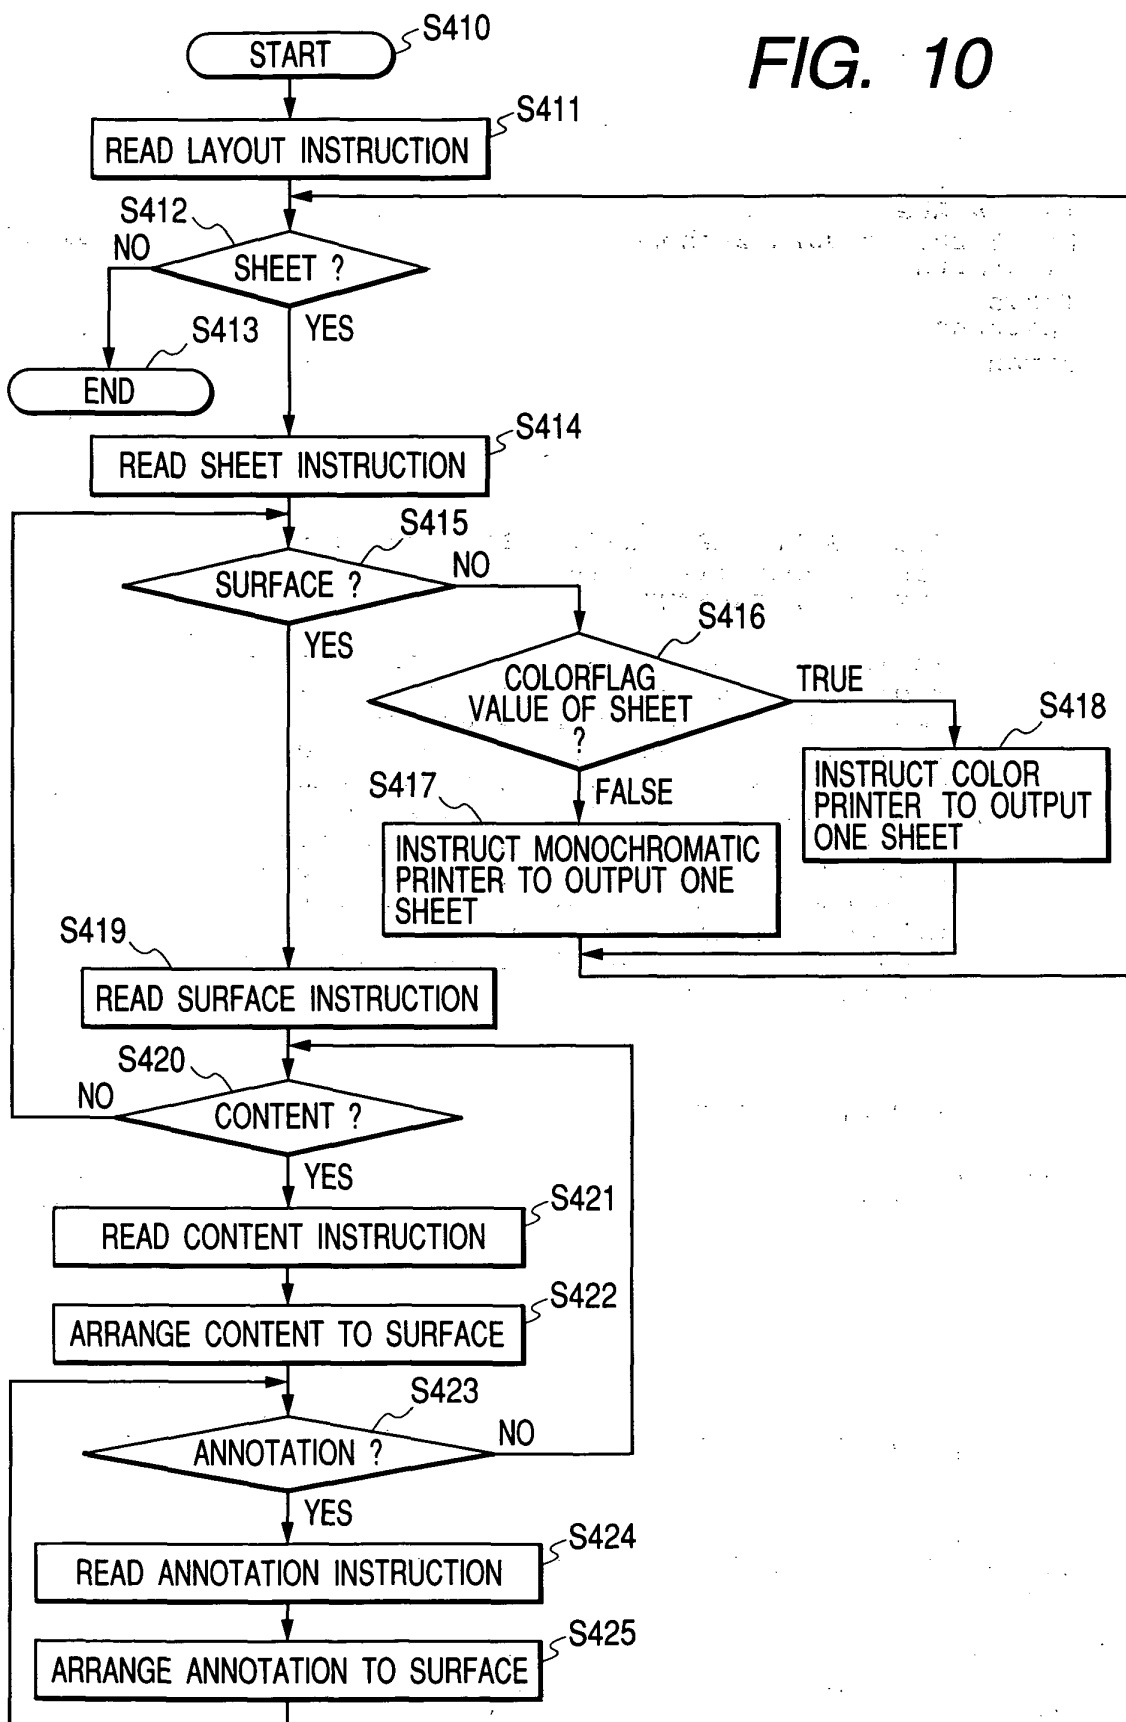 FIG. 10
START
S410
READ LAYOUT INSTRUCTION
S411
S412
NO
SHEET ?
YES
S413
END
S414
READ SHEET INSTRUCTION
S415
SURFACE ?
NO
YES
S416
COLORFLAG
VALUE OF SHEET
?
TRUE
FALSE
S418
INSTRUCT COLOR
PRINTER TO OUTPUT
ONE SHEET
S417
INSTRUCT MONOCHROMATIC
PRINTER TO OUTPUT ONE
SHEET
S419
READ SURFACE INSTRUCTION
S420
NO
CONTENT ?
YES
S421
READ CONTENT INSTRUCTION
S422
ARRANGE CONTENT TO SURFACE
S423
ANNOTATION ?
NO
YES
S424
READ ANNOTATION INSTRUCTION
S425
ARRANGE ANNOTATION TO SURFACE